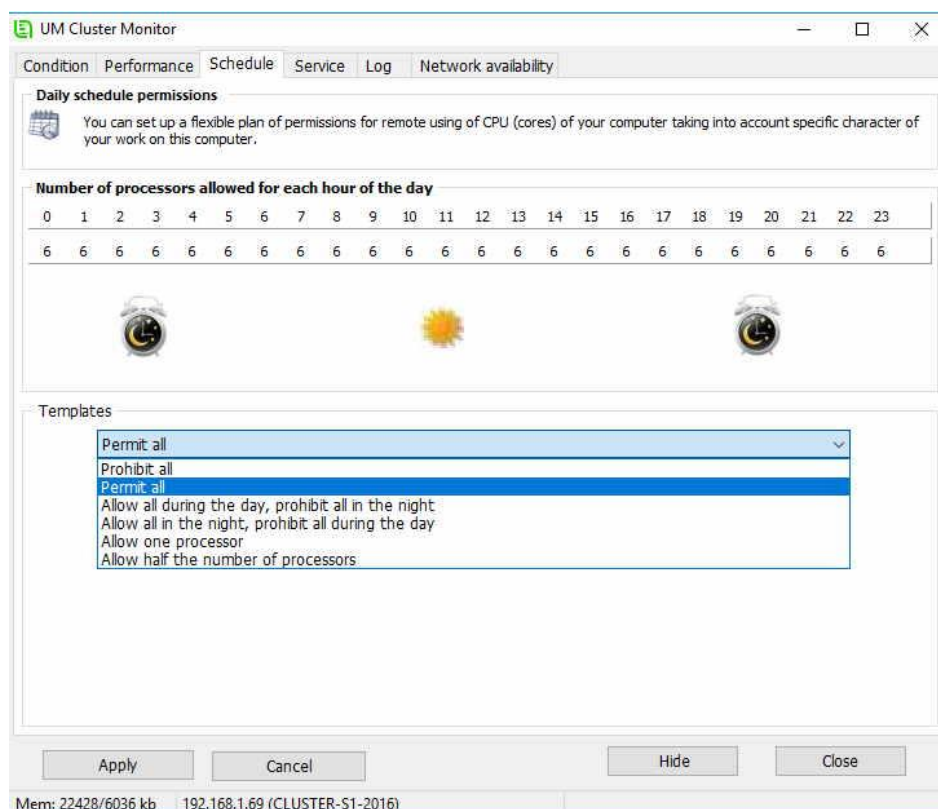 UM Cluster Monitor
Condition Performance Schedule Service Log Network availability
Daily schedule permissions
You can set up a flexible plan of permissions for remote using of CPU (cores) of your computer taking into account specific character of
your work on this computer.
Number of processors allowed for each hour of the day
0 1 2 3 4 5 6 7 8 9 10 11 12 13 14 15 16 17 18 19 20 21 22 23
6 6 6 6 6 6 6 6 6 6 6 6 6 6 6 6 6 6 6 6 6 6 6 6
Templates
Permit all
Prohibit all
Permit all
Allow all during the day, prohibit all in the night
Allow all in the night, prohibit all during the day
Allow one processor
Allow half the number of processors
Apply Cancel Hide Close
Mem: 22428/6036 kb 192.168.1.69 (CLUSTER-S1-2016)